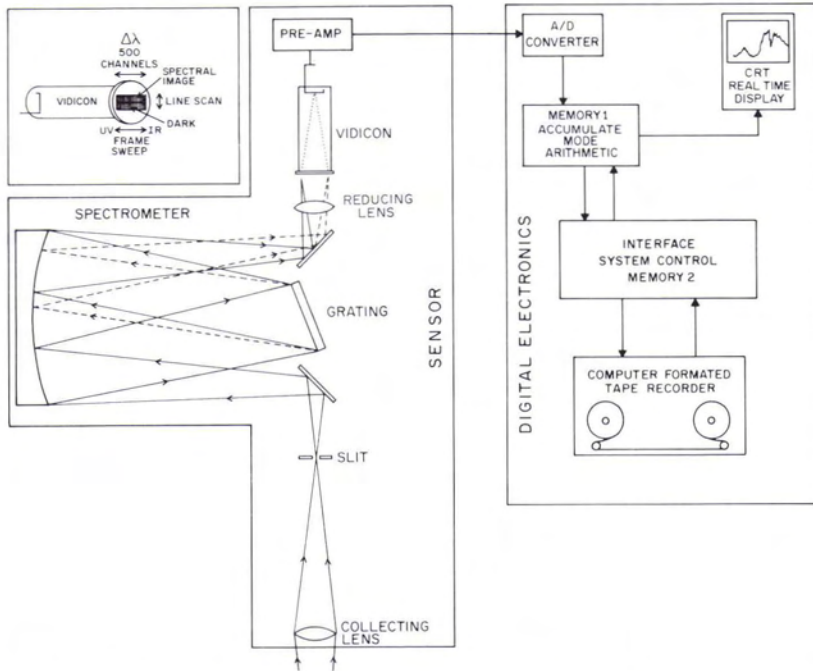 Δλ
500
CHANNELS
SPECTRAL
IMAGE
VIDICON
LINE SCAN
DARK
UV IR
FRAME
SWEEP
PRE-AMP
VIDICON
REDUCING
LENS
SPECTROMETER
GRATING
SENSOR
SLIT
COLLECTING
LENS
A/D
CONVERTER
CRT
REAL TIME
DISPLAY
MEMORY 1
ACCUMULATE
MODE
ARITHMETIC
INTERFACE
SYSTEM CONTROL
MEMORY 2
DIGITAL ELECTRONICS
COMPUTER FORMATED
TAPE RECORDER